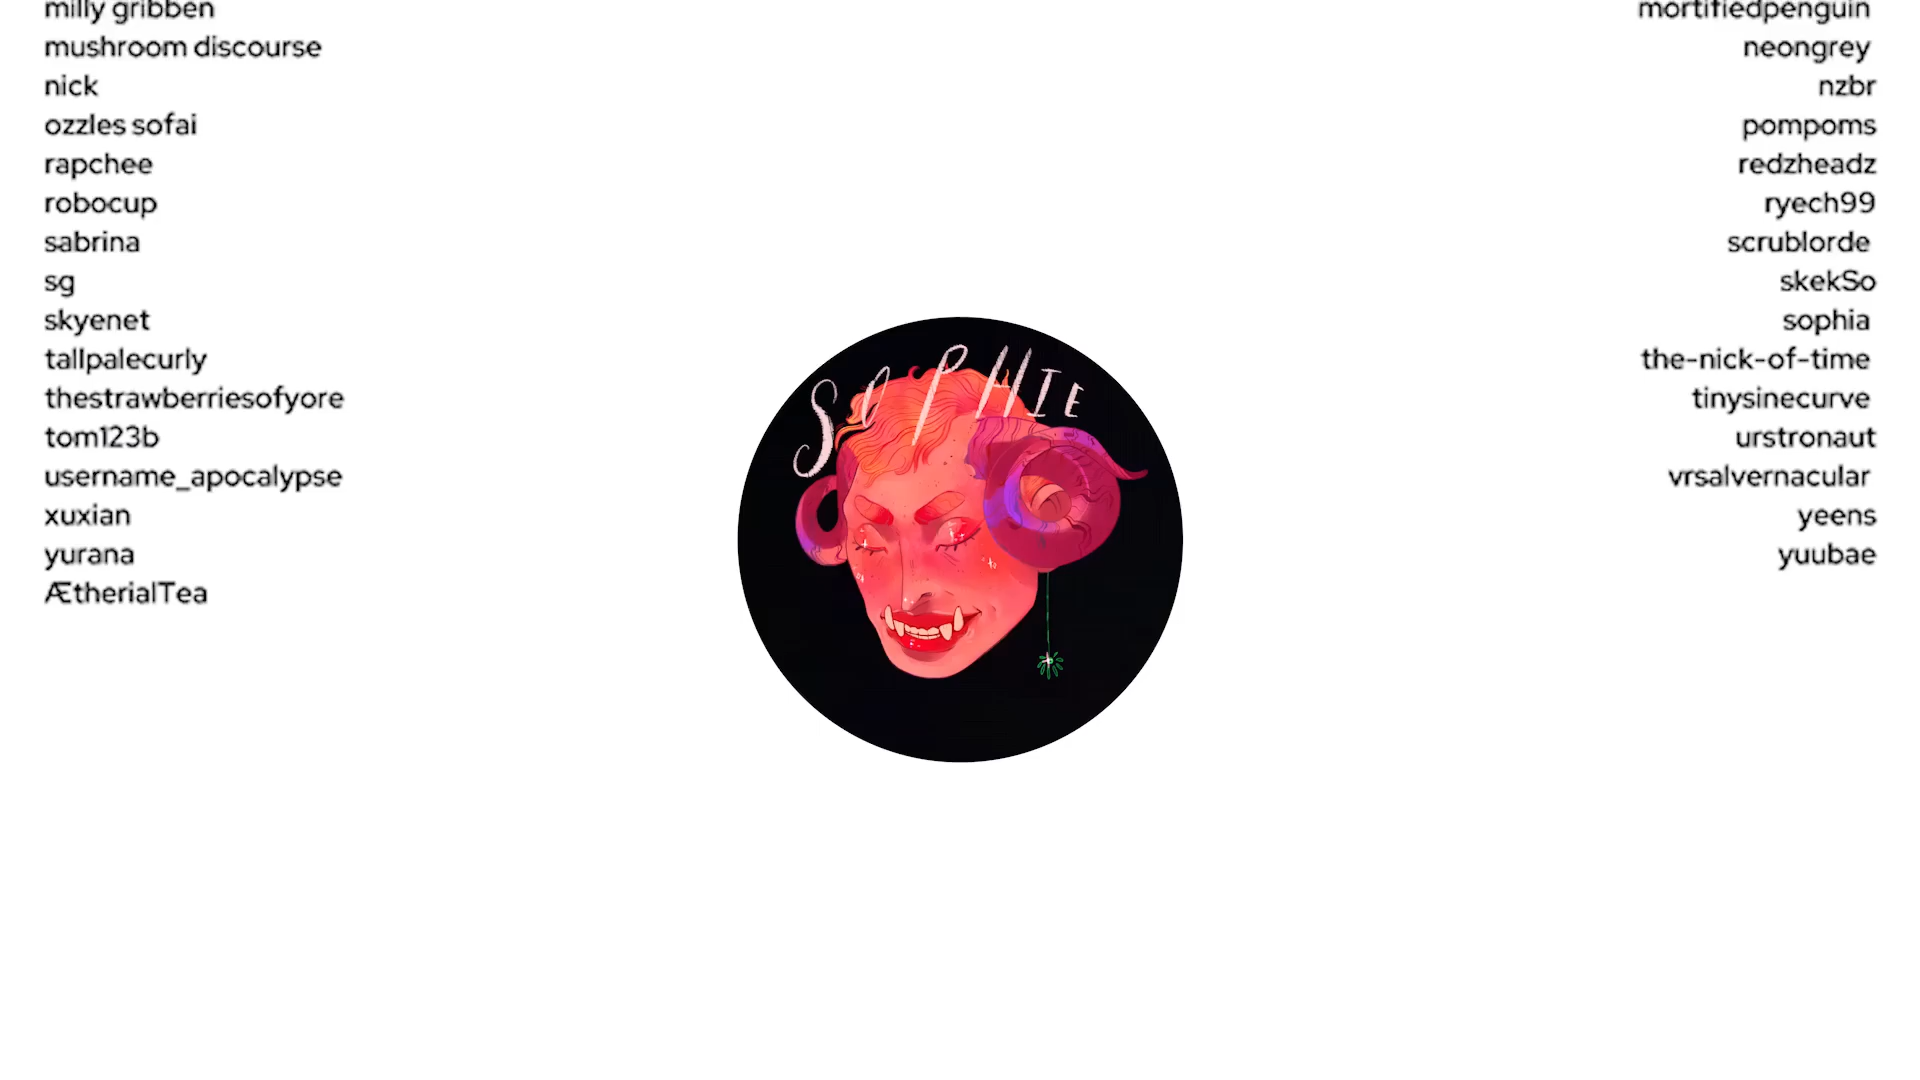 milly gribben
mushroom discourse
nick
ozzles sofai
rapchee
robocup
sabrina
sg
skyenet
tallpalecurly
thestrawberriesofyore
tom123b
username_apocalypse
xuxian
yurana
ÆtherialTea
SOPHIE
mortifiedpenguin
neongrey
nzbr
pompoms
redzheadz
ryech99
scrublorde
skekSo
sophia
the-nick-of-time
tinysinecurve
urstronaut
vrsalvernacular
yeens
yuubae